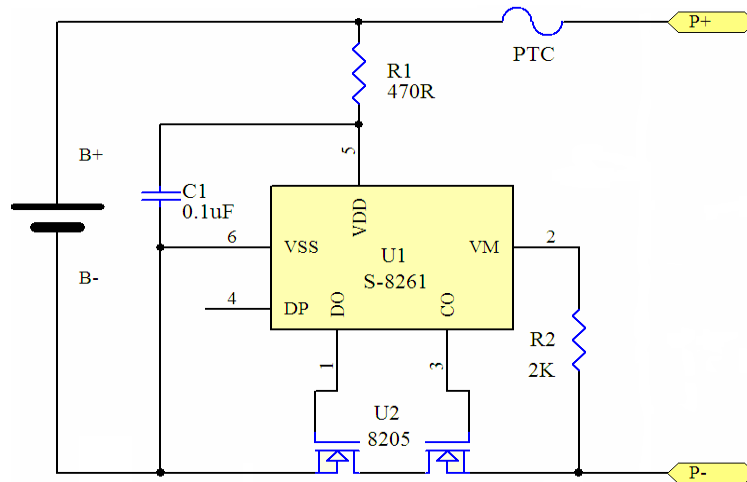 P+
PTC
R1
470R
5
B+
C1
0.1uF
VDD
6
VSS
U1
VM
2
S-8261
B-
4
DP
DO
CO
R2
2K
1
3
U2
8205
P-